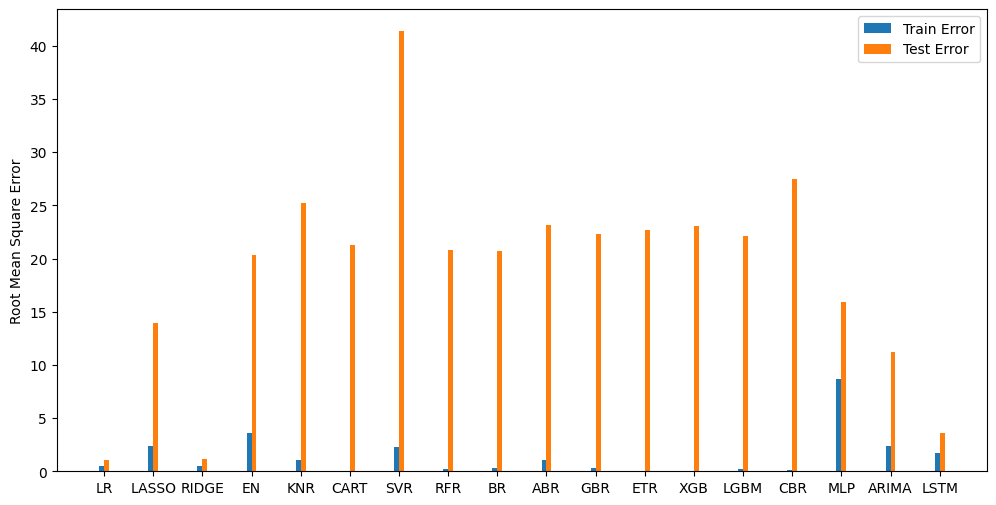 Train Error
Test Error
Root Mean Square Error
40
35
30
25
20
15
10
5
0
LR LASSO RIDGE EN KNR CART SVR RFR BR ABR GBR ETR XGB LGBM CBR MLP ARIMA LSTM